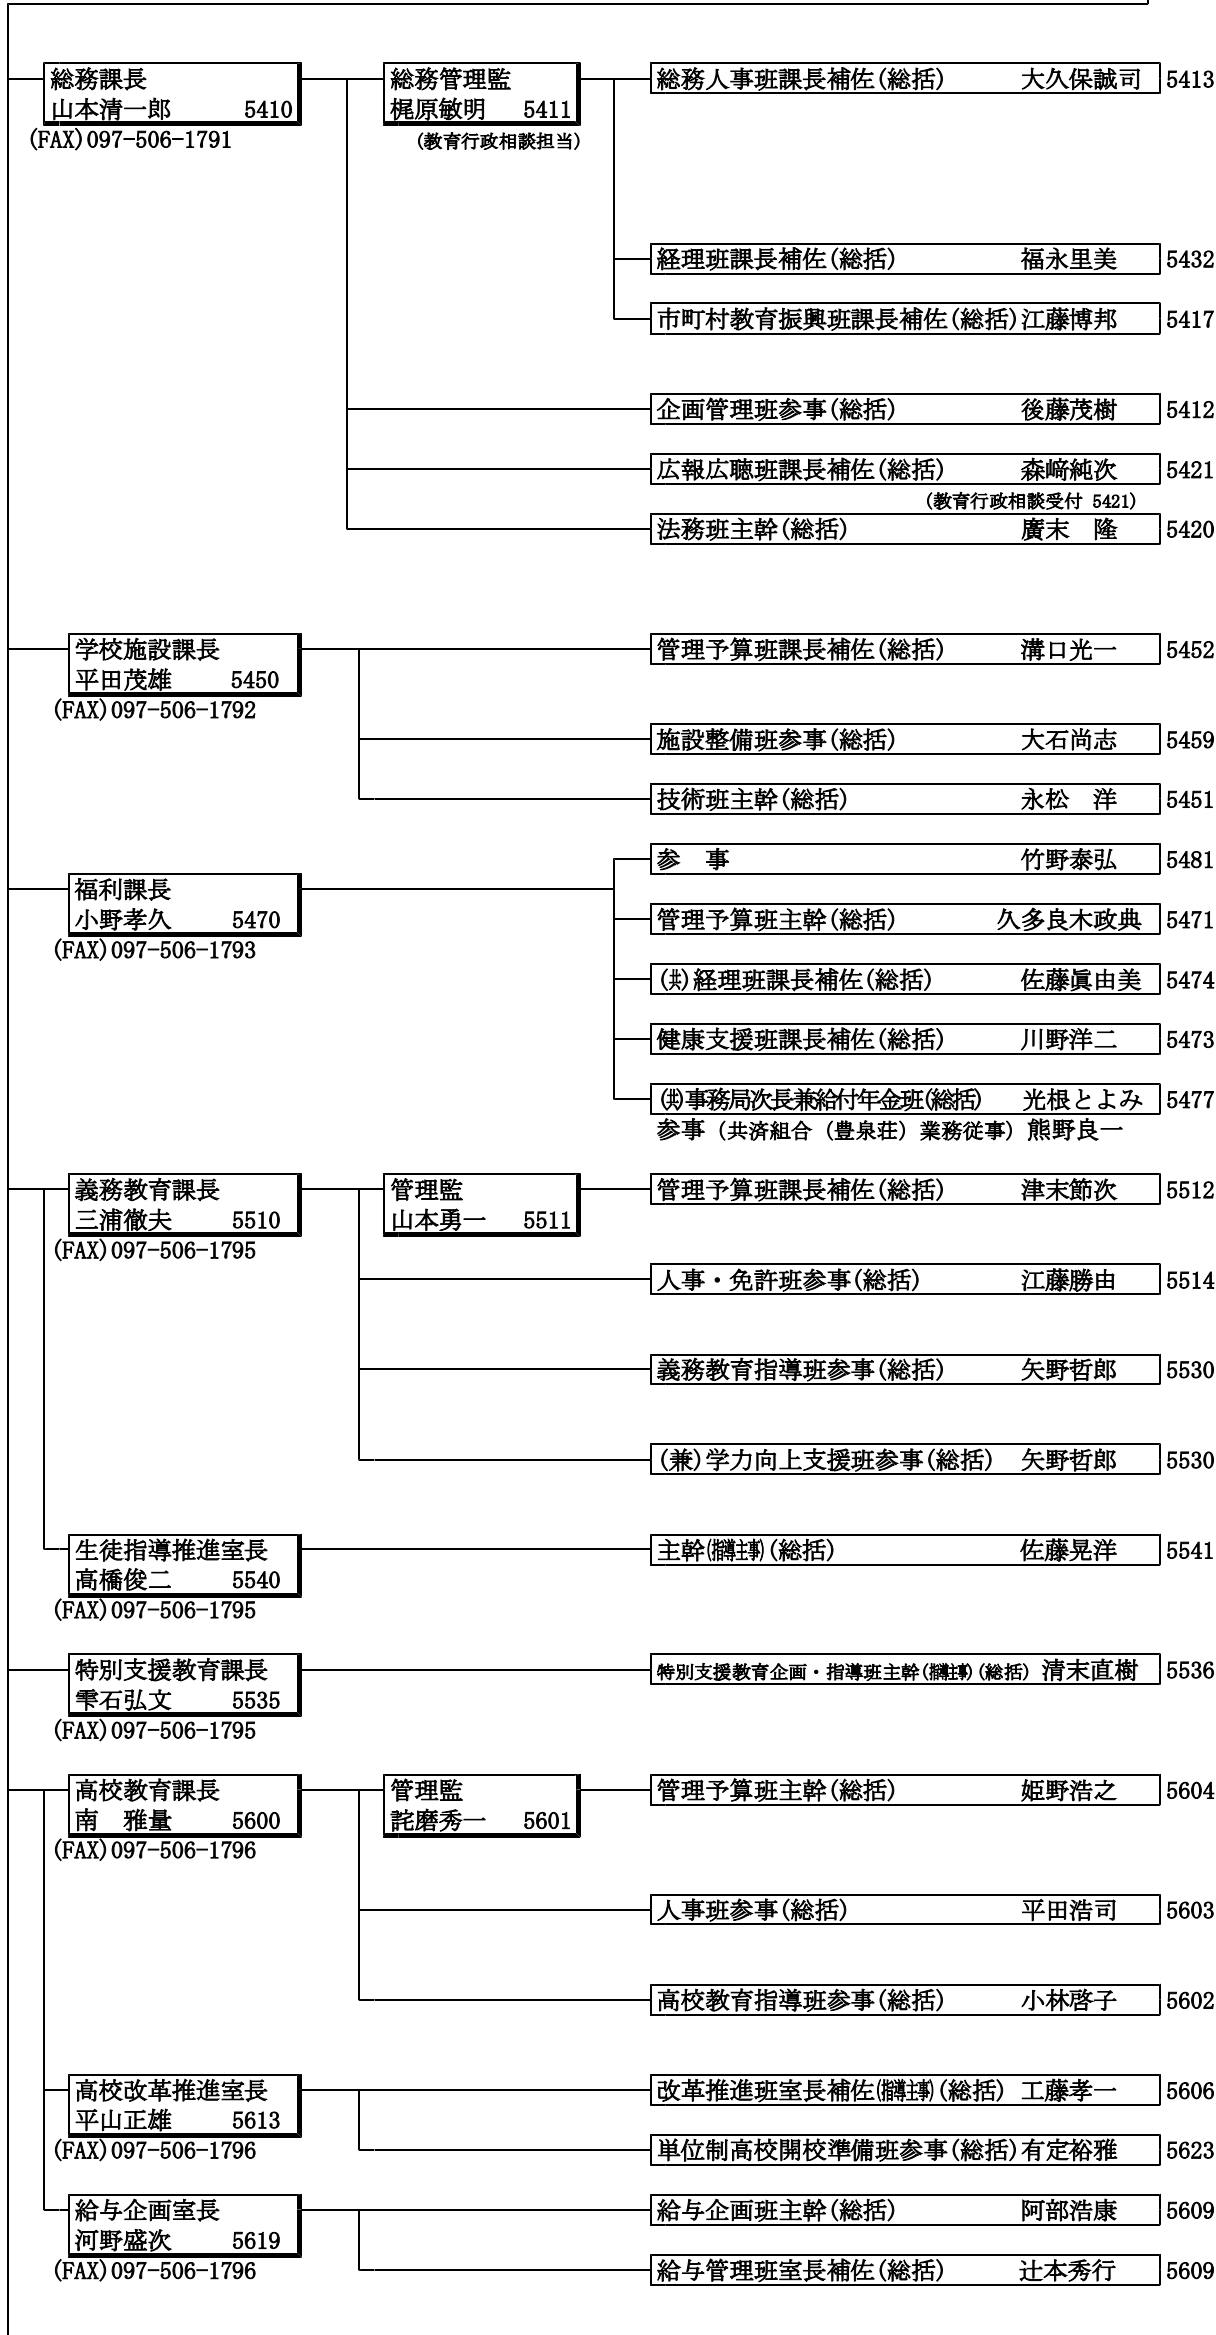 総務課長 総務管理監 総務人事班課長補佐(総括) 大久保誠司 5413
山本清一郎 5410 梶原敏明 5411
(FAX)097-506-1791 (教育行政相談担当)
経理班課長補佐(総括) 福永里美 5432
市町村教育振興班課長補佐(総括)江藤博邦 5417
企画管理班参事(総括) 後藤茂樹 5412
広報広聴班課長補佐(総括) 森﨑純次 5421
(教育行政相談受付 5421)
法務班主幹(総括) 廣末 隆 5420
学校施設課長 管理予算班課長補佐(総括) 溝口光一 5452
平田茂雄 5450
(FAX)097-506-1792
施設整備班参事(総括) 大石尚志 5459
技術班主幹(総括) 永松 洋 5451
参 事 竹野泰弘 5481
福利課長
小野孝久 5470 管理予算班主幹(総括) 久多良木政典 5471
(FAX)097-506-1793
(共)経理班課長補佐(総括) 佐藤眞由美 5474
健康支援班課長補佐(総括) 川野洋二 5473
(共)事務局次長兼給付年金班(総括) 光根とよみ 5477
参事(共済組合(豊泉荘)業務従事)熊野良一
義務教育課長 管理監 管理予算班課長補佐(総括) 津末節次 5512
三浦徹夫 5510 山本勇一 5511
(FAX)097-506-1795
人事・免許班参事(総括) 江藤勝由 5514
義務教育指導班参事(総括) 矢野哲郎 5530
(兼)学力向上支援班参事(総括) 矢野哲郎 5530
生徒指導推進室長 主幹(指導主事)(総括) 佐藤晃洋 5541
高橋俊二 5540
(FAX)097-506-1795
特別支援教育課長 特別支援教育企画・指導班主幹(指導主事)(総括) 清末直樹 5536
雫石弘文 5535
(FAX)097-506-1795
高校教育課長 管理監 管理予算班主幹(総括) 姫野浩之 5604
南 雅量 5600 詫磨秀一 5601
(FAX)097-506-1796
人事班参事(総括) 平田浩司 5603
高校教育指導班参事(総括) 小林啓子 5602
高校改革推進室長 改革推進班室長補佐(指導主事)(総括) 工藤孝一 5606
平山正雄 5613
(FAX)097-506-1796 単位制高校開校準備班参事(総括)有定裕雅 5623
給与企画室長 給与企画班主幹(総括) 阿部浩康 5609
河野盛次 5619
(FAX)097-506-1796 給与管理班室長補佐(総括) 辻本秀行 5609